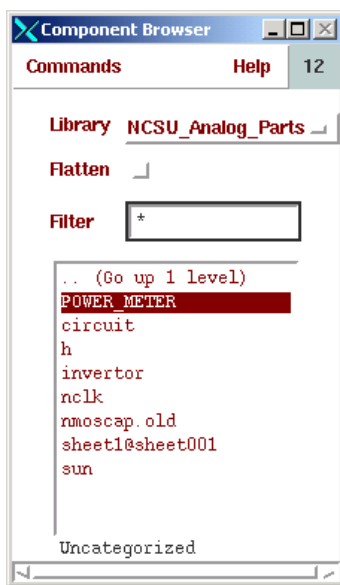 Component Browser
Commands Help 12
Library NCSU_Analog_Parts
Flatten
Filter *
.. (Go up 1 level)
POWER_METER
circuit
h
invertor
nclk
nmoscap.old
sheet1@sheet001
sun
Uncategorized